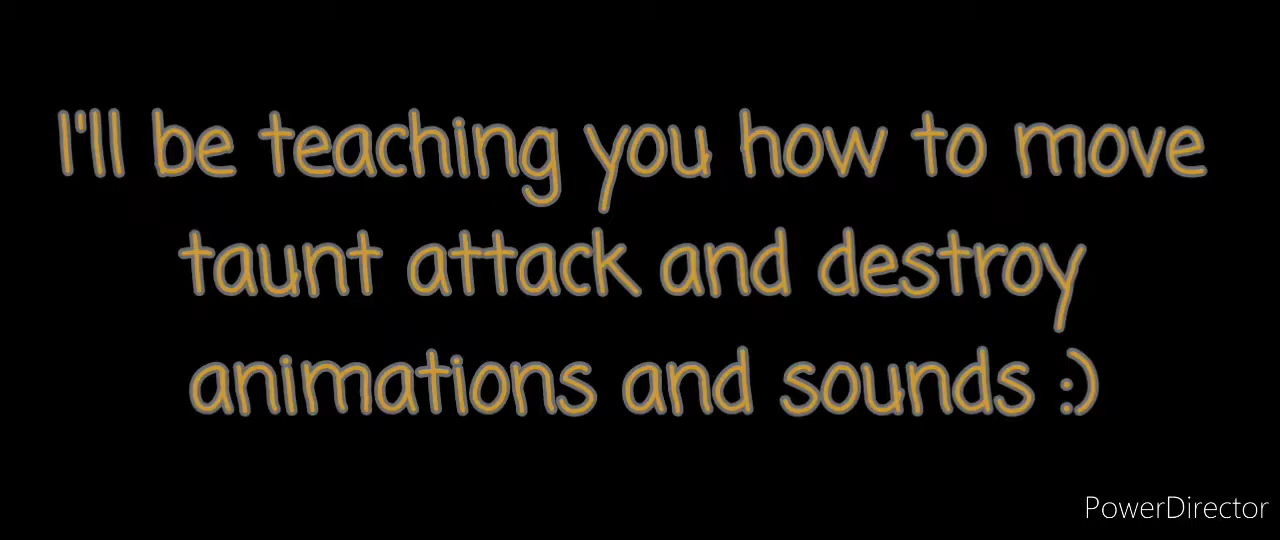 I'll be teaching you how to move
taunt attack and destroy
animations and sounds :)
PowerDirector